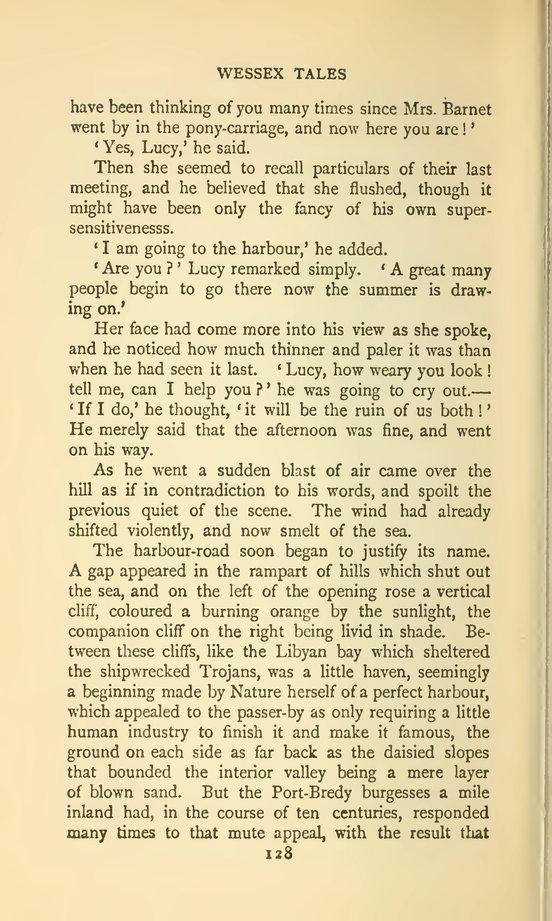 WESSEX TALES
have been thinking of you many times since Mrs. Barnet
went by in the pony-carriage, and now here you are!'
'Yes, Lucy,' he said.
Then she seemed to recall particulars of their last
meeting, and he believed that she flushed, though it
might have been only the fancy of his own super-
sensitivenesss.
'I am going to the harbour,' he added.
'Are you?' Lucy remarked simply. 'A great many
people begin to go there now the summer is draw-
ing on.'
Her face had come more into his view as she spoke,
and he noticed how much thinner and paler it was than
when he had seen it last. 'Lucy, how weary you look!
tell me, can I help you?' he was going to cry out.—
'If I do,' he thought, 'it will be the ruin of us both!'
He merely said that the afternoon was fine, and went
on his way.
As he went a sudden blast of air came over the
hill as if in contradiction to his words, and spoilt the
previous quiet of the scene. The wind had already
shifted violently, and now smelt of the sea.
The harbour-road soon began to justify its name.
A gap appeared in the rampart of hills which shut out
the sea, and on the left of the opening rose a vertical
cliff, coloured a burning orange by the sunlight, the
companion cliff on the right being livid in shade. Be-
tween these cliffs, like the Libyan bay which sheltered
the shipwrecked Trojans, was a little haven, seemingly
a beginning made by Nature herself of a perfect harbour,
which appealed to the passer-by as only requiring a little
human industry to finish it and make it famous, the
ground on each side as far back as the daisied slopes
that bounded the interior valley being a mere layer
of blown sand. But the Port-Bredy burgesses a mile
inland had, in the course of ten centuries, responded
many times to that mute appeal, with the result that
128